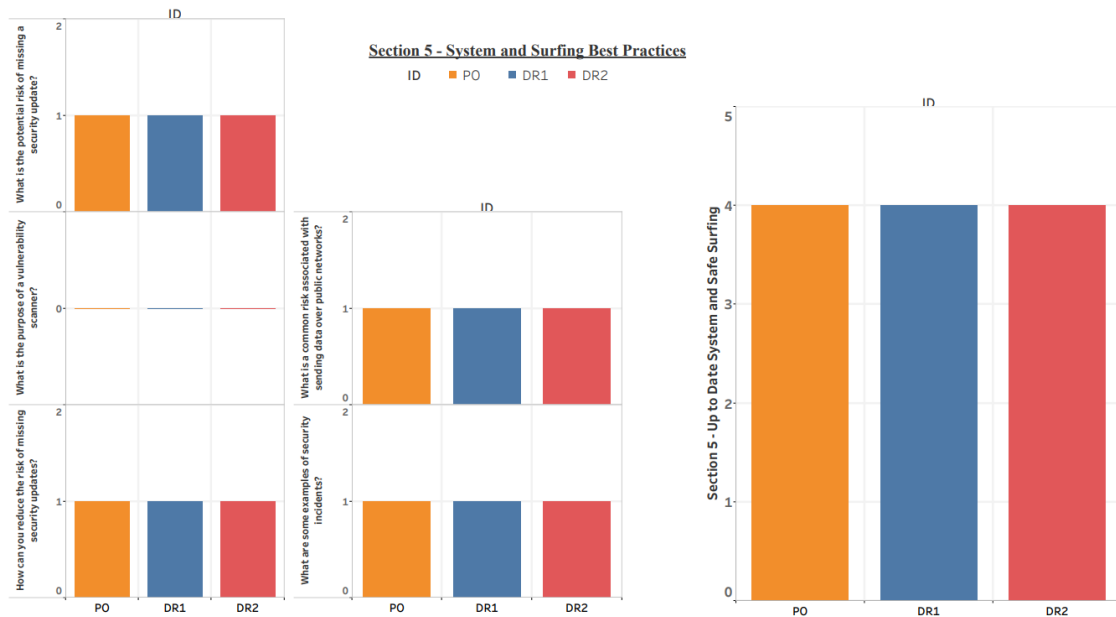 ID
What is the potential risk of missing a
security update?
2
1
0
What is the purpose of a vulnerability
scanner?
0
How can you reduce the risk of missing
security updates?
2
1
0
PO DR1 DR2
Section 5 - System and Surfing Best Practices
ID PO DR1 DR2
ID
What is a common risk associated with
sending data over public networks?
2
1
0
What are some examples of security
incidents?
2
1
0
PO DR1 DR2
ID
Section 5 - Up to Date System and Safe Surfing
5
4
3
2
1
0
PO DR1 DR2